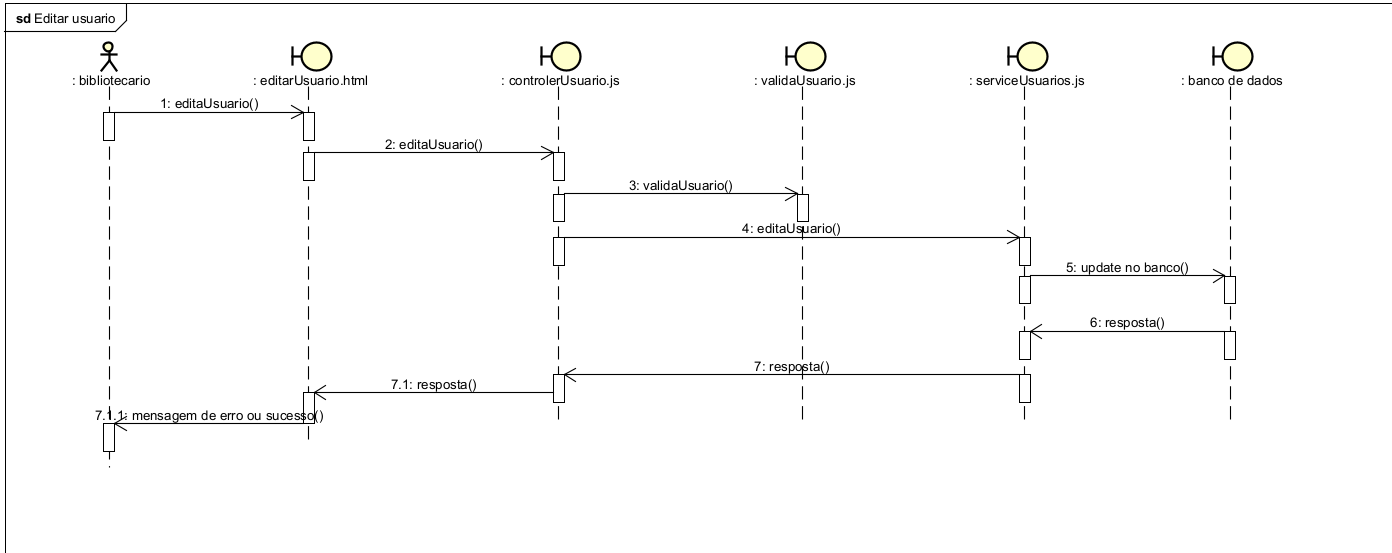 sd Editar usuario
: bibliotecario
: editarUsuario.html
: controlerUsuario.js
: validaUsuario.js
: serviceUsuarios.js
: banco de dados
1: editaUsuario()
2: editaUsuario()
3: validaUsuario()
4: editaUsuario()
5: update no banco()
6: resposta()
7: resposta()
7.1: resposta()
7.1.1: mensagem de erro ou sucesso()